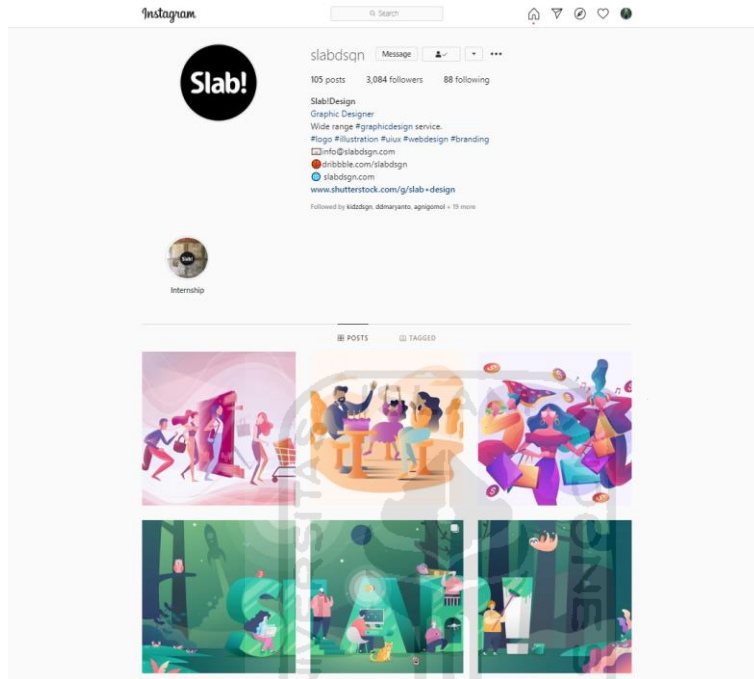 Instagram
Search
Slab!
slabdsgn Message
105 posts 3,084 followers 88 following
Slab!Design
Graphic Designer
Wide range #graphicdesign service.
#logo #illustration #uiux #webdesign #branding
info@slabdsgn.com
dribbble.com/slabdsgn
slabdsgn.com
www.shutterstock.com/g/slab+design
Followed by kidzdsgn, ddmaryanto, agnigomol + 19 more
Slab!
Internship
POSTS TAGGED
SLAB!